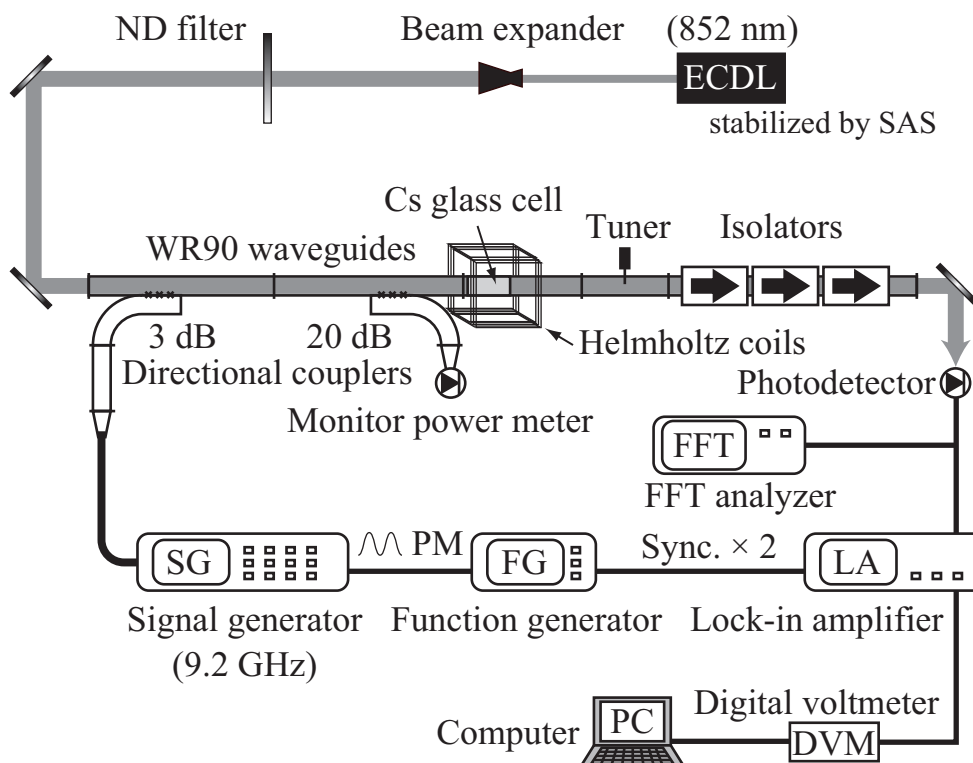 ND filter
Beam expander
(852 nm)
ECDL
stabilized by SAS
Cs glass cell
WR90 waveguides
Tuner
Isolators
3 dB
20 dB
Helmholtz coils
Directional couplers
Photodetector
Monitor power meter
FFT
FFT analyzer
SG
PM
FG
Sync. × 2
LA
Signal generator
(9.2 GHz)
Function generator
Lock-in amplifier
Computer
PC
Digital voltmeter
DVM